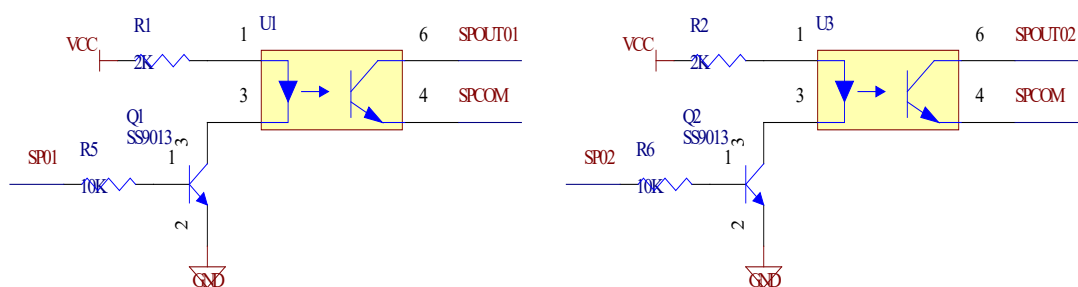 R1
U1
VCC
2K
1
6
SPOUT01
3
4
SPCOM
Q1
SS9013
3
SP01
R5
10K
1
2
GND
R2
U3
VCC
2K
1
6
SPOUT02
3
4
SPCOM
Q2
SS9013
3
SP02
R6
10K
1
2
GND